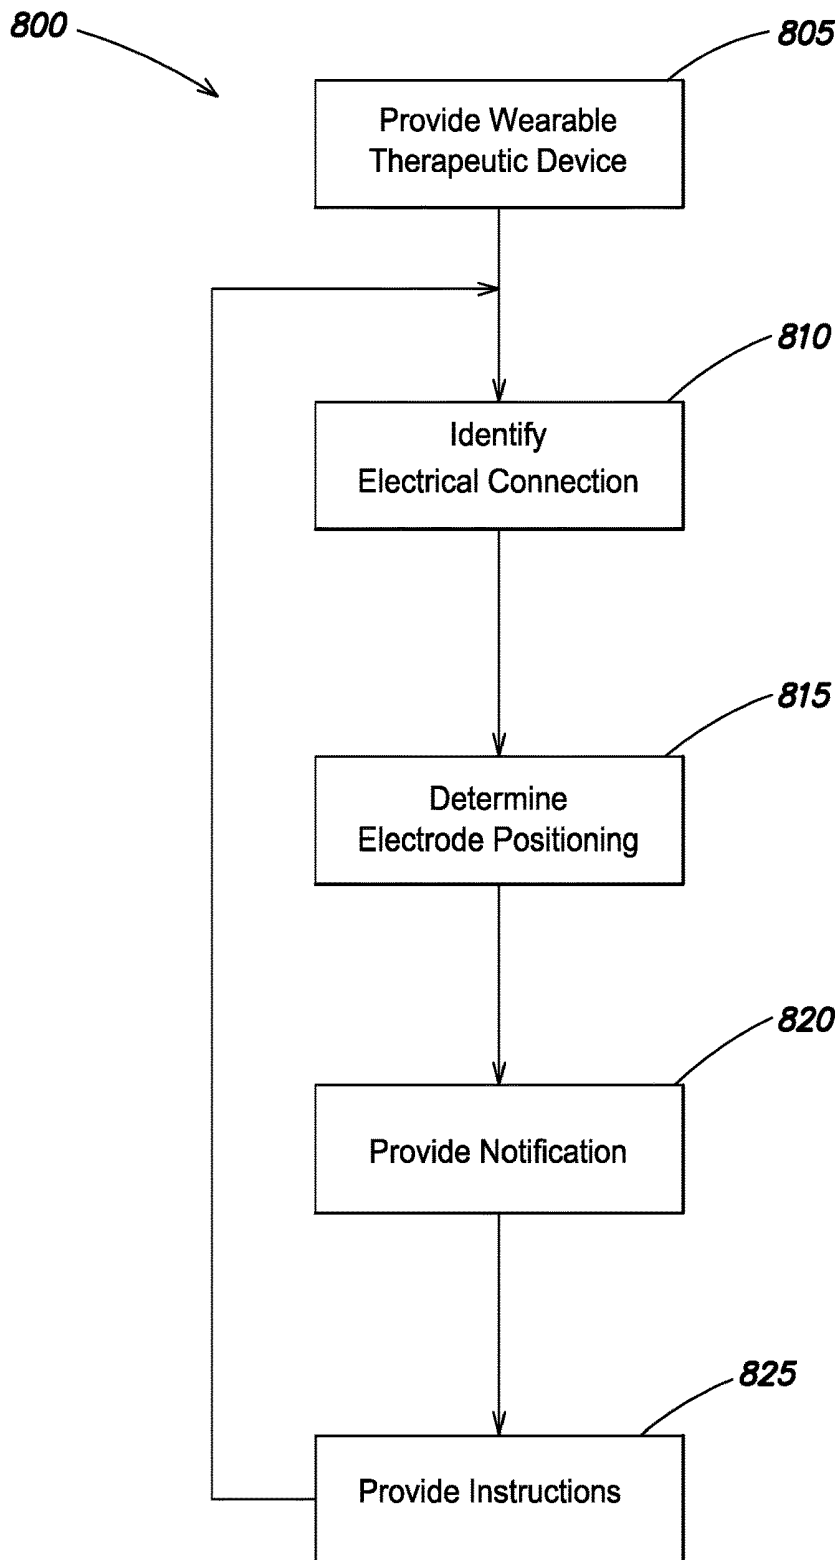 800
805
Provide Wearable
Therapeutic Device
810
Identify
Electrical Connection
815
Determine
Electrode Positioning
820
Provide Notification
825
Provide Instructions